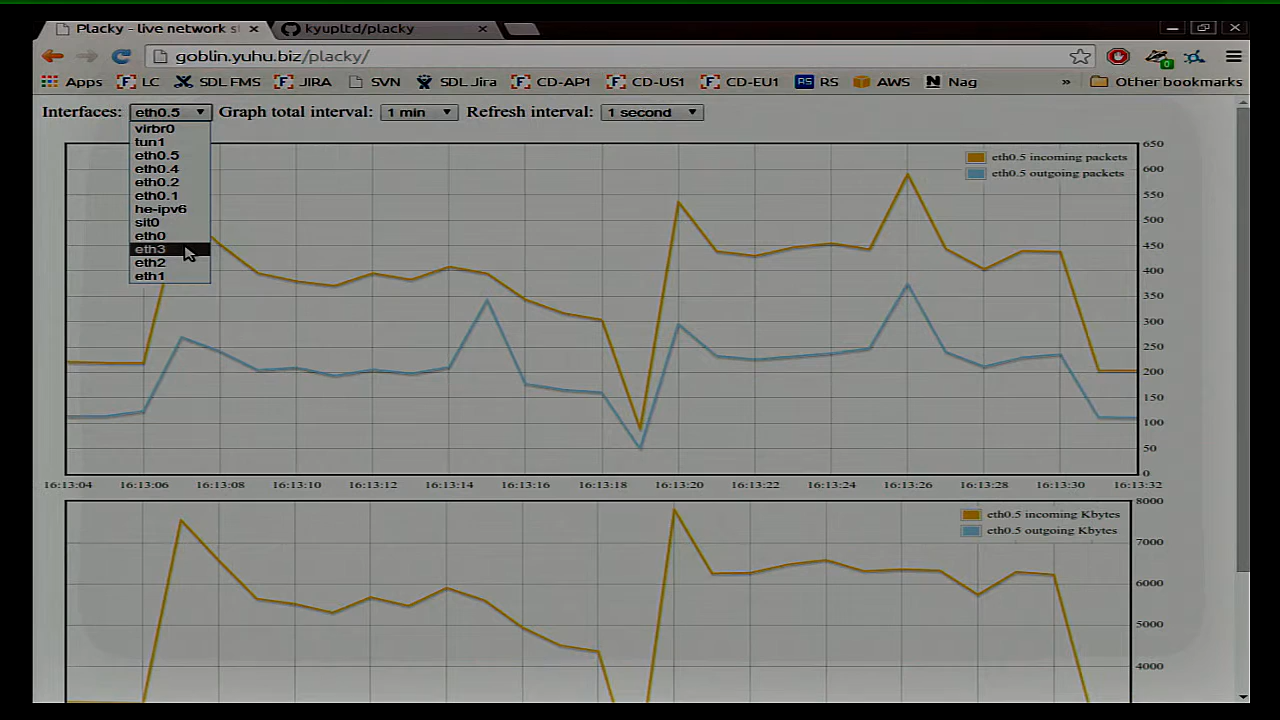 Placky - live network s
kyupltd/placky
goblin.yuhu.biz/placky/
0
Apps LC SDL FMS JIRA SVN SDL Jira CD-AP1 CD-US1 CD-EU1 RS RS AWS N Nag » Other bookmarks
Interfaces: eth0.5 Graph total interval: 1 min Refresh interval: 1 second
virbr0
tun1
eth0.5
eth0.4
eth0.2
eth0.1
he-ipv6
sit0
eth0
eth3
eth2
eth1
eth0.5 incoming packets
eth0.5 outgoing packets
650
600
550
500
450
400
350
300
250
200
150
100
50
0
16:13:04 16:13:06 16:13:08 16:13:10 16:13:12 16:13:14 16:13:16 16:13:18 16:13:20 16:13:22 16:13:24 16:13:26 16:13:28 16:13:30 16:13:32
eth0.5 incoming Kbytes
eth0.5 outgoing Kbytes
8000
7000
6000
5000
4000